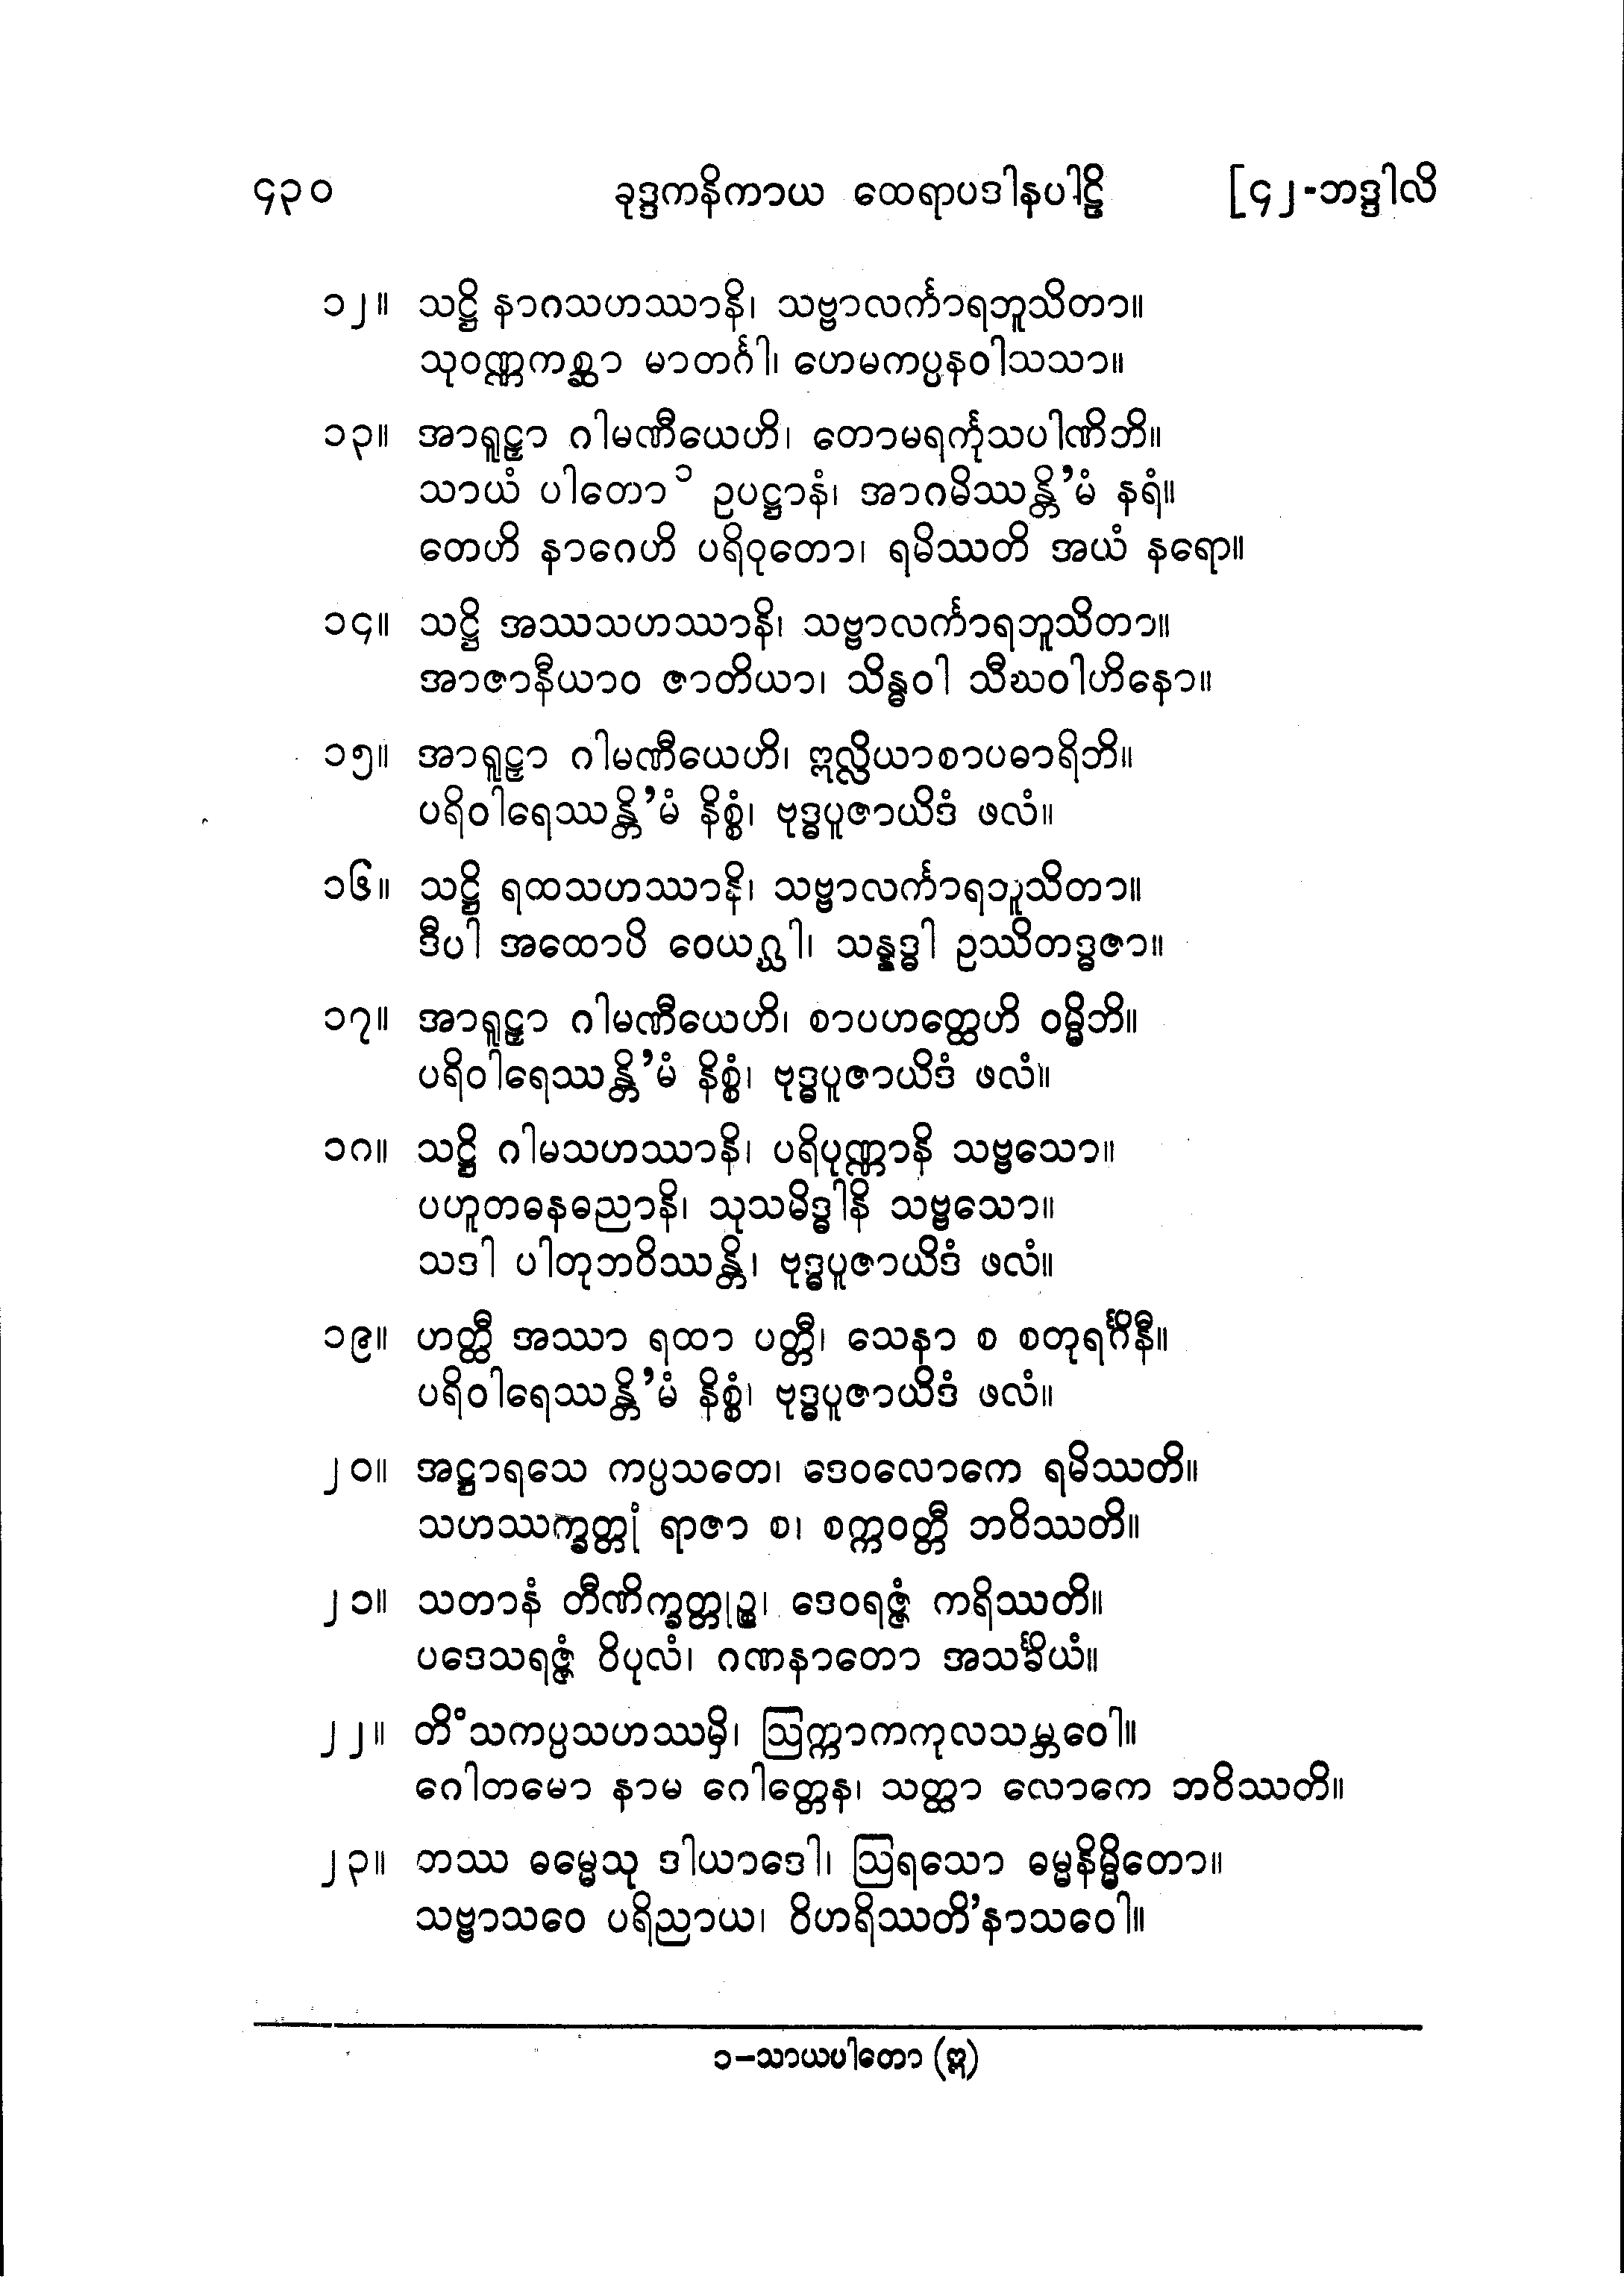 ၄၃၀ ခုဒ္ဒကနိကာယ ထေရာပဒါနပါဠိ [၄၂-ဘဒ္ဒါလိ
၁၂။ သဋ္ဌိ နာဂသဟဿာနိ၊ သဗ္ဗာလင်္ကာရဘူသိတာ။
သုဝဏ္ဏကစ္ဆာ မာတင်္ဂါ၊ ဟေမကပ္ပနဝါသသာ။
၁၃။ အာရူဠှာ ဂါမဏီယေဟိ၊ တောမရင်္ကုသပါဏိဘိ။
သာယံ ပါတော ၁ ဥပဋ္ဌာနံ၊ အာဂမိဿန္တိ’မံ နရံ။
တေဟိ နာဂေဟိ ပရိဝုတော၊ ရမိဿတိ အယံ နရော။
၁၄။ သဋ္ဌိ အဿသဟဿာနိ၊ သဗ္ဗာလင်္ကာရဘူသိတာ။
အာဇာနီယာဝ ဇာတိယာ၊ သိန္ဓဝါ သီဃဝါဟိနော။
၁၅။ အာရူဠှာ ဂါမဏီယေဟိ၊ ဣလ္လိယာစာပဓာရိဘိ။
ပရိဝါရေဿန္တိ’မံ နိစ္စံ၊ ဗုဒ္ဓပူဇာယိဒံ ဖလံ။
၁၆။ သဋ္ဌိ ရထသဟဿာနိ၊ သဗ္ဗာလင်္ကာရဘူသိတာ။
ဒီပါ အထောပိ ဝေယဂ္ဃါ၊ သန္နဒ္ဓါ ဥဿိတဒ္ဓဇာ။
၁၇။ အာရူဠှာ ဂါမဏီယေဟိ၊ စာပဟတ္ထေဟိ ဝမ္မိဘိ။
ပရိဝါရေဿန္တိ’မံ နိစ္စံ၊ ဗုဒ္ဓပူဇာယိဒံ ဖလံ။
၁၈။ သဋ္ဌိ ဂါမသဟဿာနိ၊ ပရိပုဏ္ဏာနိ သဗ္ဗသော။
ပဟူတဓနဓညာနိ၊ သုသမိဒ္ဓါနိ သဗ္ဗသော။
သဒါ ပါတုဘဝိဿန္တိ၊ ဗုဒ္ဓပူဇာယိဒံ ဖလံ။
၁၉။ ဟတ္ထီ အဿာ ရထာ ပတ္တီ၊ သေနာ စ စတုရင်္ဂိနီ။
ပရိဝါရေဿန္တိ’မံ နိစ္စံ၊ ဗုဒ္ဓပူဇာယိဒံ ဖလံ။
၂၀။ အဋ္ဌာရသေ ကပ္ပသတေ၊ ဒေဝလောကေ ရမိဿတိ။
သဟဿက္ခတ္တုံ ရာဇာ စ၊ စက္ကဝတ္တီ ဘဝိဿတိ။
၂၁။ သတာနံ တီဏိက္ခတ္တုဉ္စ၊ ဒေဝရဇ္ဇံ ကရိဿတိ။
ပဒေသရဇ္ဇံ ဝိပုလံ၊ ဂဏနာတော အသင်္ခိယံ။
၂၂။ တိံသကပ္ပသဟဿမှိ၊ ဩက္ကာကကုလသမ္ဘဝေါ။
ဂေါတမော နာမ ဂေါတ္တေန၊ သတ္ထာ လောကေ ဘဝိဿတိ။
၂၃။ တဿ ဓမ္မေသု ဒါယာဒေါ၊ ဩရသော ဓမ္မနိမ္မိတော။
သဗ္ဗာသဝေ ပရိညာယ၊ ဝိဟရိဿတိ’နာသဝေါ။
၁–သာယပါတော (ဣ)